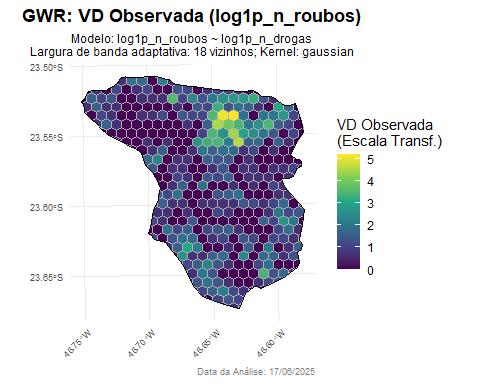 GWR: VD Observada (log1p_n_roubos)
Modelo: log1p_n_roubos ~ log1p_n_drogas
Largura de banda adaptativa: 18 vizinhos; Kernel: gaussian
23.50°S
23.55°S
23.60°S
23.65°S
46.75°W
46.70°W
46.65°W
46.60°W
VD Observada
(Escala Transf.)
5
4
3
2
1
0
Data da Análise: 17/06/2025